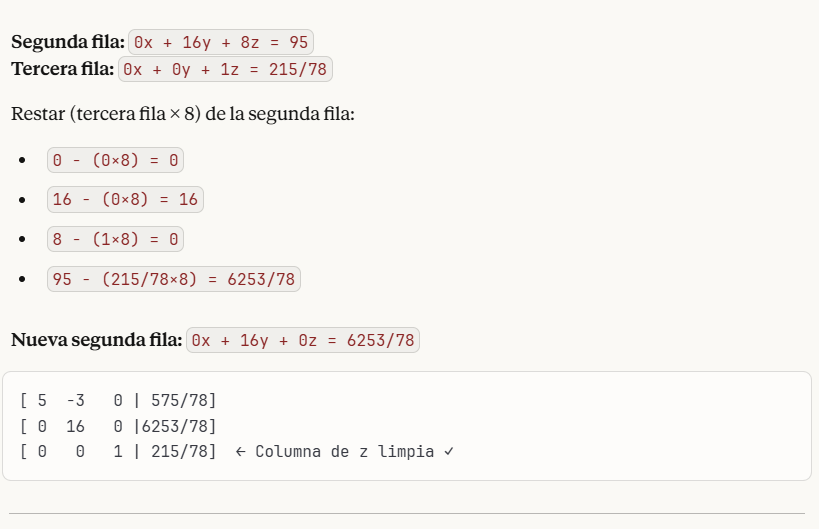 Segunda fila: 0x + 16y + 8z = 95
Tercera fila: 0x + 0y + 1z = 215/78
Restar (tercera fila × 8) de la segunda fila:
• 0 - (0×8) = 0
• 16 - (0×8) = 16
• 8 - (1×8) = 0
• 95 - (215/78×8) = 6253/78
Nueva segunda fila: 0x + 16y + 0z = 6253/78
[ 5  -3   0 | 575/78]
[ 0  16   0 |6253/78]
[ 0   0   1 | 215/78]  ← Columna de z limpia ✓